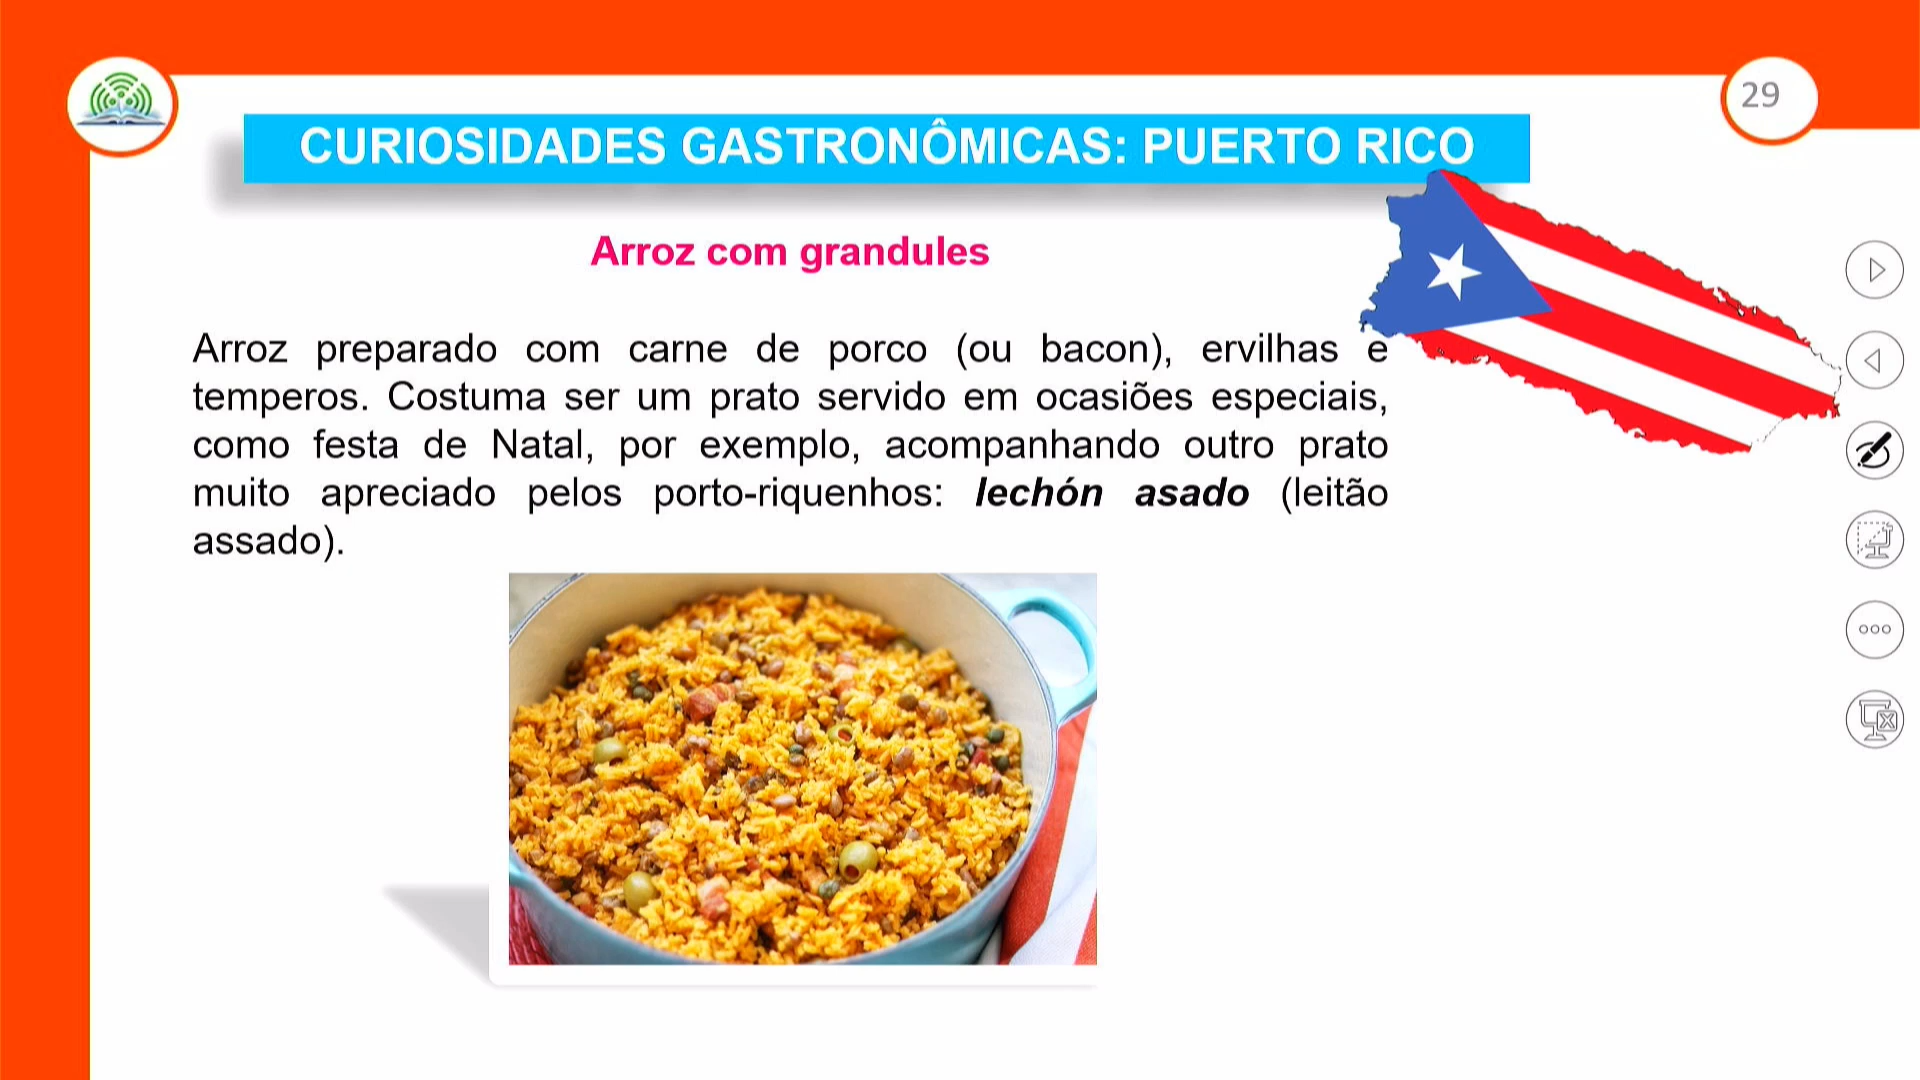 29
CURIOSIDADES GASTRONÔMICAS: PUERTO RICO
Arroz com grandules
Arroz preparado com carne de porco (ou bacon), ervilhas e
temperos. Costuma ser um prato servido em ocasiões especiais,
como festa de Natal, por exemplo, acompanhando outro prato
muito apreciado pelos porto-riquenhos: lechón asado (leitão
assado).